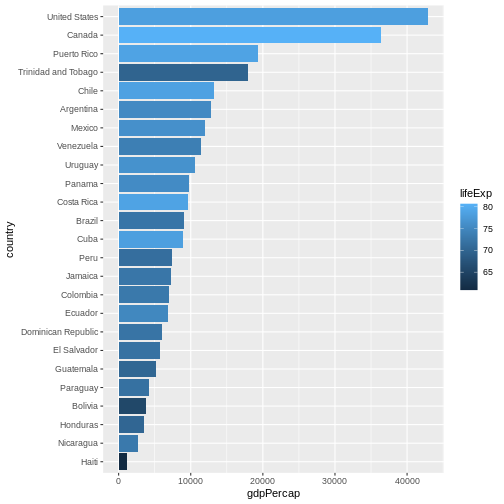 United States
Canada
Puerto Rico
Trinidad and Tobago
Chile
Argentina
Mexico
Venezuela
Uruguay
Panama
Costa Rica
Brazil
Cuba
Peru
Jamaica
Colombia
Ecuador
Dominican Republic
El Salvador
Guatemala
Paraguay
Bolivia
Honduras
Nicaragua
Haiti
country
0
10000
20000
30000
40000
gdpPercap
lifeExp
80
75
70
65